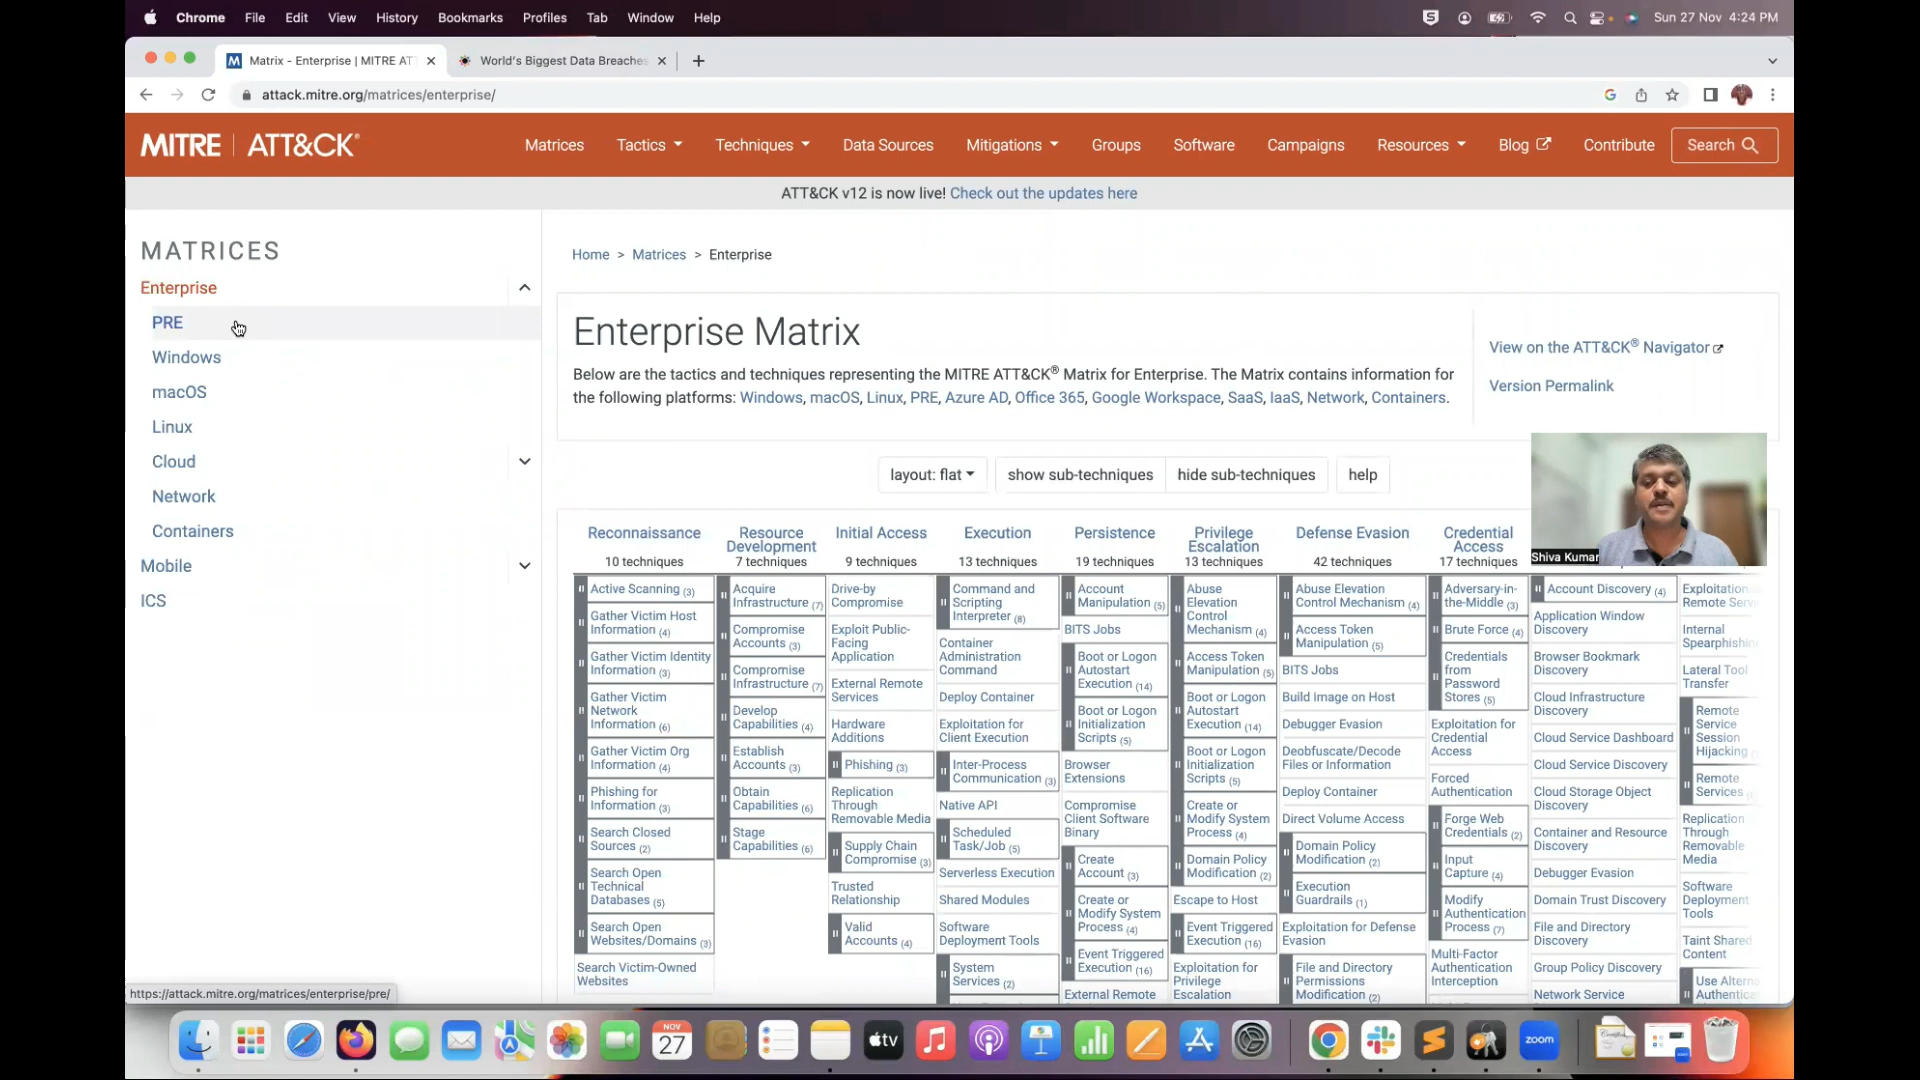 Chrome File Edit View History Bookmarks Profiles Tab Window Help
Sun 27 Nov 4:24 PM
Matrix - Enterprise | MITRE AT
World's Biggest Data Breaches
attack.mitre.org/matrices/enterprise/
MITRE | ATT&CK®
Matrices Tactics Techniques Data Sources Mitigations Groups Software Campaigns Resources Blog Contribute Search
ATT&CK v12 is now live! Check out the updates here
MATRICES
Enterprise
PRE
Windows
macOS
Linux
Cloud
Network
Containers
Mobile
ICS
Home > Matrices > Enterprise
Enterprise Matrix
Below are the tactics and techniques representing the MITRE ATT&CK® Matrix for Enterprise. The Matrix contains information for
the following platforms: Windows, macOS, Linux, PRE, Azure AD, Office 365, Google Workspace, SaaS, IaaS, Network, Containers.
View on the ATT&CK® Navigator
Version Permalink
layout: flat show sub-techniques hide sub-techniques help
Shiva Kumar
Reconnaissance
10 techniques
Active Scanning (3)
Gather Victim Host
Information (4)
Gather Victim Identity
Information (3)
Gather Victim
Network
Information (6)
Gather Victim Org
Information (4)
Phishing for
Information (3)
Search Closed
Sources (2)
Search Open
Technical
Databases (5)
Search Open
Websites/Domains (3)
Search Victim-Owned
Websites
Resource
Development
7 techniques
Acquire
Infrastructure (7)
Compromise
Accounts (3)
Compromise
Infrastructure (7)
Develop
Capabilities (4)
Establish
Accounts (3)
Obtain
Capabilities (6)
Stage
Capabilities (6)
Initial Access
9 techniques
Drive-by
Compromise
Exploit Public-
Facing
Application
External Remote
Services
Hardware
Additions
Phishing (3)
Replication
Through
Removable Media
Supply Chain
Compromise (3)
Trusted
Relationship
Valid
Accounts (4)
Execution
13 techniques
Command and
Scripting
Interpreter (8)
Container
Administration
Command
Deploy Container
Exploitation for
Client Execution
Inter-Process
Communication (3)
Native API
Scheduled
Task/Job (5)
Serverless Execution
Shared Modules
Software
Deployment Tools
System
Services (2)
Persistence
19 techniques
Account
Manipulation (5)
BITS Jobs
Boot or Logon
Autostart
Execution (14)
Boot or Logon
Initialization
Scripts (5)
Browser
Extensions
Compromise
Client Software
Binary
Create
Account (3)
Create or
Modify System
Process (4)
Event Triggered
Execution (16)
External Remote
Privilege
Escalation
13 techniques
Abuse
Elevation
Control
Mechanism (4)
Access Token
Manipulation (5)
Boot or Logon
Autostart
Execution (14)
Boot or Logon
Initialization
Scripts (5)
Create or
Modify System
Process (4)
Domain Policy
Modification (2)
Escape to Host
Event Triggered
Execution (16)
Exploitation for
Privilege
Escalation
Defense Evasion
42 techniques
Abuse Elevation
Control Mechanism (4)
Access Token
Manipulation (5)
BITS Jobs
Build Image on Host
Debugger Evasion
Deobfuscate/Decode
Files or Information
Deploy Container
Direct Volume Access
Domain Policy
Modification (2)
Execution
Guardrails (1)
Exploitation for Defense
Evasion
File and Directory
Permissions
Modification (2)
Credential
Access
17 techniques
Adversary-in-
the-Middle (3)
Brute Force (4)
Credentials
from
Password
Stores (5)
Exploitation for
Credential
Access
Forced
Authentication
Forge Web
Credentials (2)
Input
Capture (4)
Modify
Authentication
Process (7)
Multi-Factor
Authentication
Interception
Account Discovery (4)
Application Window
Discovery
Browser Bookmark
Discovery
Cloud Infrastructure
Discovery
Cloud Service Dashboard
Cloud Service Discovery
Cloud Storage Object
Discovery
Container and Resource
Discovery
Debugger Evasion
Domain Trust Discovery
File and Directory
Discovery
Group Policy Discovery
Network Service
Exploitation
Remote Serv
Internal
Spearphishin
Lateral Tool
Transfer
Remote
Service
Session
Hijacking
Remote
Services
Replication
Through
Removable
Media
Software
Deployment
Tools
Taint Shared
Content
Use Altern
Authentica
https://attack.mitre.org/matrices/enterprise/pre/
NOV
27
tv
zoom